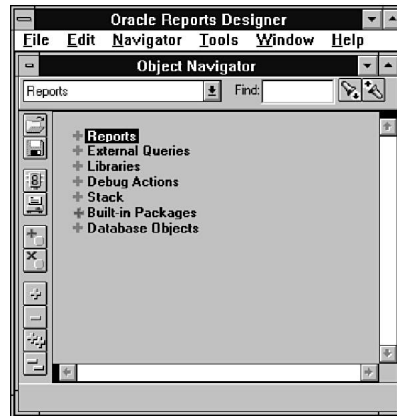 Oracle Reports Designer
File Edit Navigator Tools Window Help
Object Navigator
Reports Find:
Reports
External Queries
Libraries
Debug Actions
Stack
Built-in Packages
Database Objects